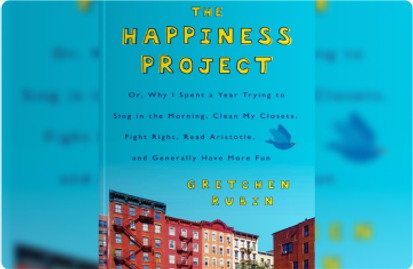 THE
HAPPINESS
PROJECT
Or, Why I Spent a Year Trying to
Sing in the Morning, Clean My Closets,
Fight Right, Read Aristotle,
and Generally Have More Fun
GRETCHEN
RUBIN